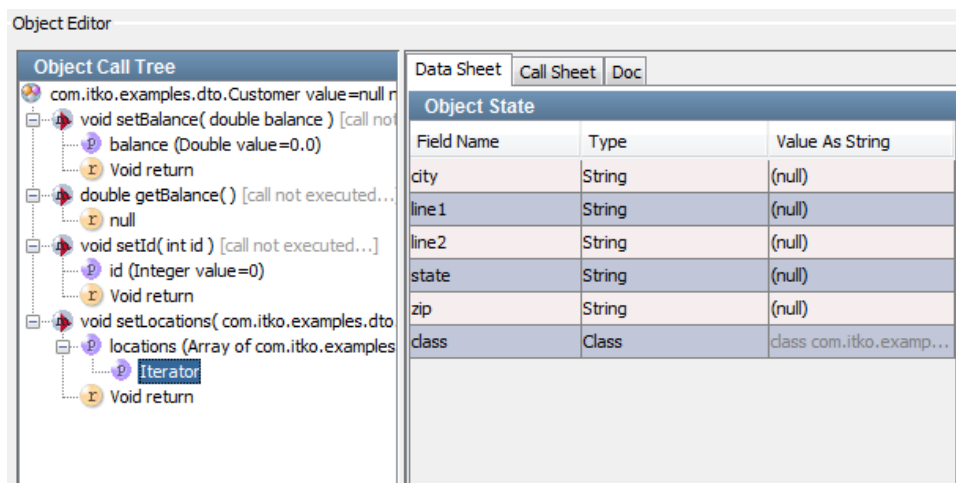 Object Editor
Object Call Tree
com.itko.examples.dto.Customer value=null
void setBalance( double balance ) [call not
p balance (Double value=0.0)
r Void return
double getBalance( ) [call not executed...]
r null
void setId( int id ) [call not executed...]
p id (Integer value=0)
r Void return
void setLocations( com.itko.examples.dto
p locations (Array of com.itko.examples
p Iterator
r Void return
Data Sheet Call Sheet Doc
Object State
Field Name Type Value As String
city String (null)
line1 String (null)
line2 String (null)
state String (null)
zip String (null)
class Class class com.itko.examp...